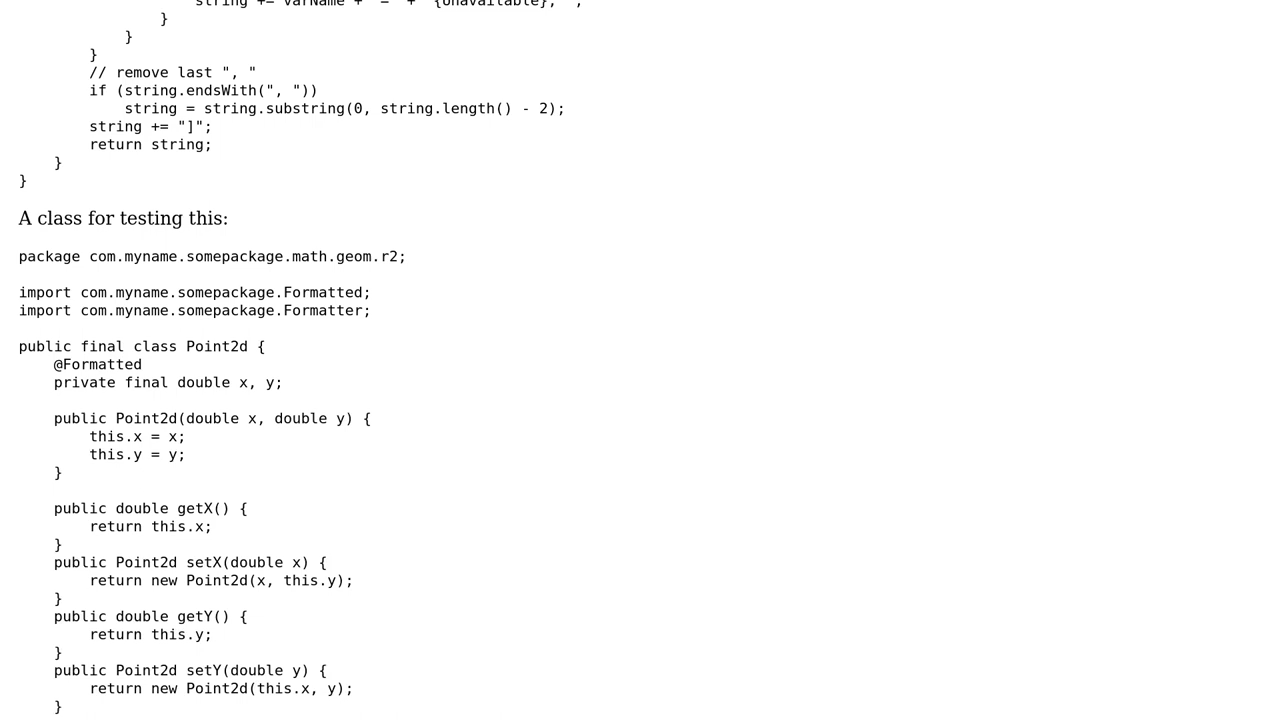 string += varName + " = " + "{Unavailable}, ";
}
}
}
// remove last ", "
if (string.endsWith(", "))
string = string.substring(0, string.length() - 2);
string += "]";
return string;
}
}
A class for testing this:
package com.myname.somepackage.math.geom.r2;
import com.myname.somepackage.Formatted;
import com.myname.somepackage.Formatter;
public final class Point2d {
@Formatted
private final double x, y;
public Point2d(double x, double y) {
this.x = x;
this.y = y;
}
public double getX() {
return this.x;
}
public Point2d setX(double x) {
return new Point2d(x, this.y);
}
public double getY() {
return this.y;
}
public Point2d setY(double y) {
return new Point2d(this.x, y);
}